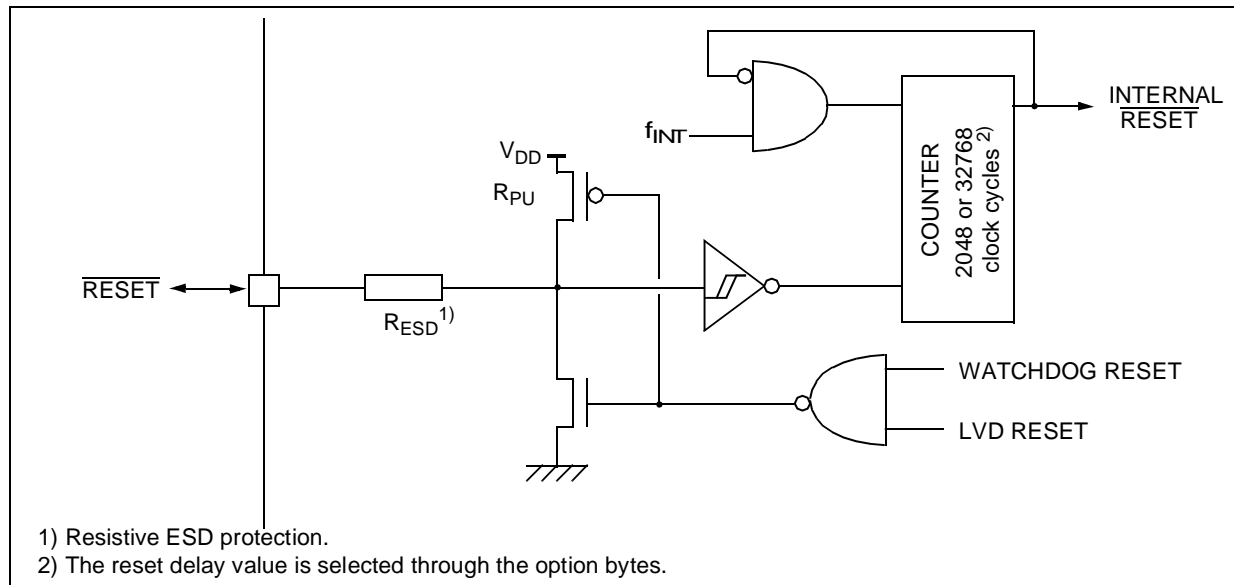 INTERNAL
RESET
fINT
VDD
RPU
COUNTER
2048 or 32768
clock cycles 2)
RESET
RESD1)
WATCHDOG RESET
LVD RESET
1) Resistive ESD protection.
2) The reset delay value is selected through the option bytes.